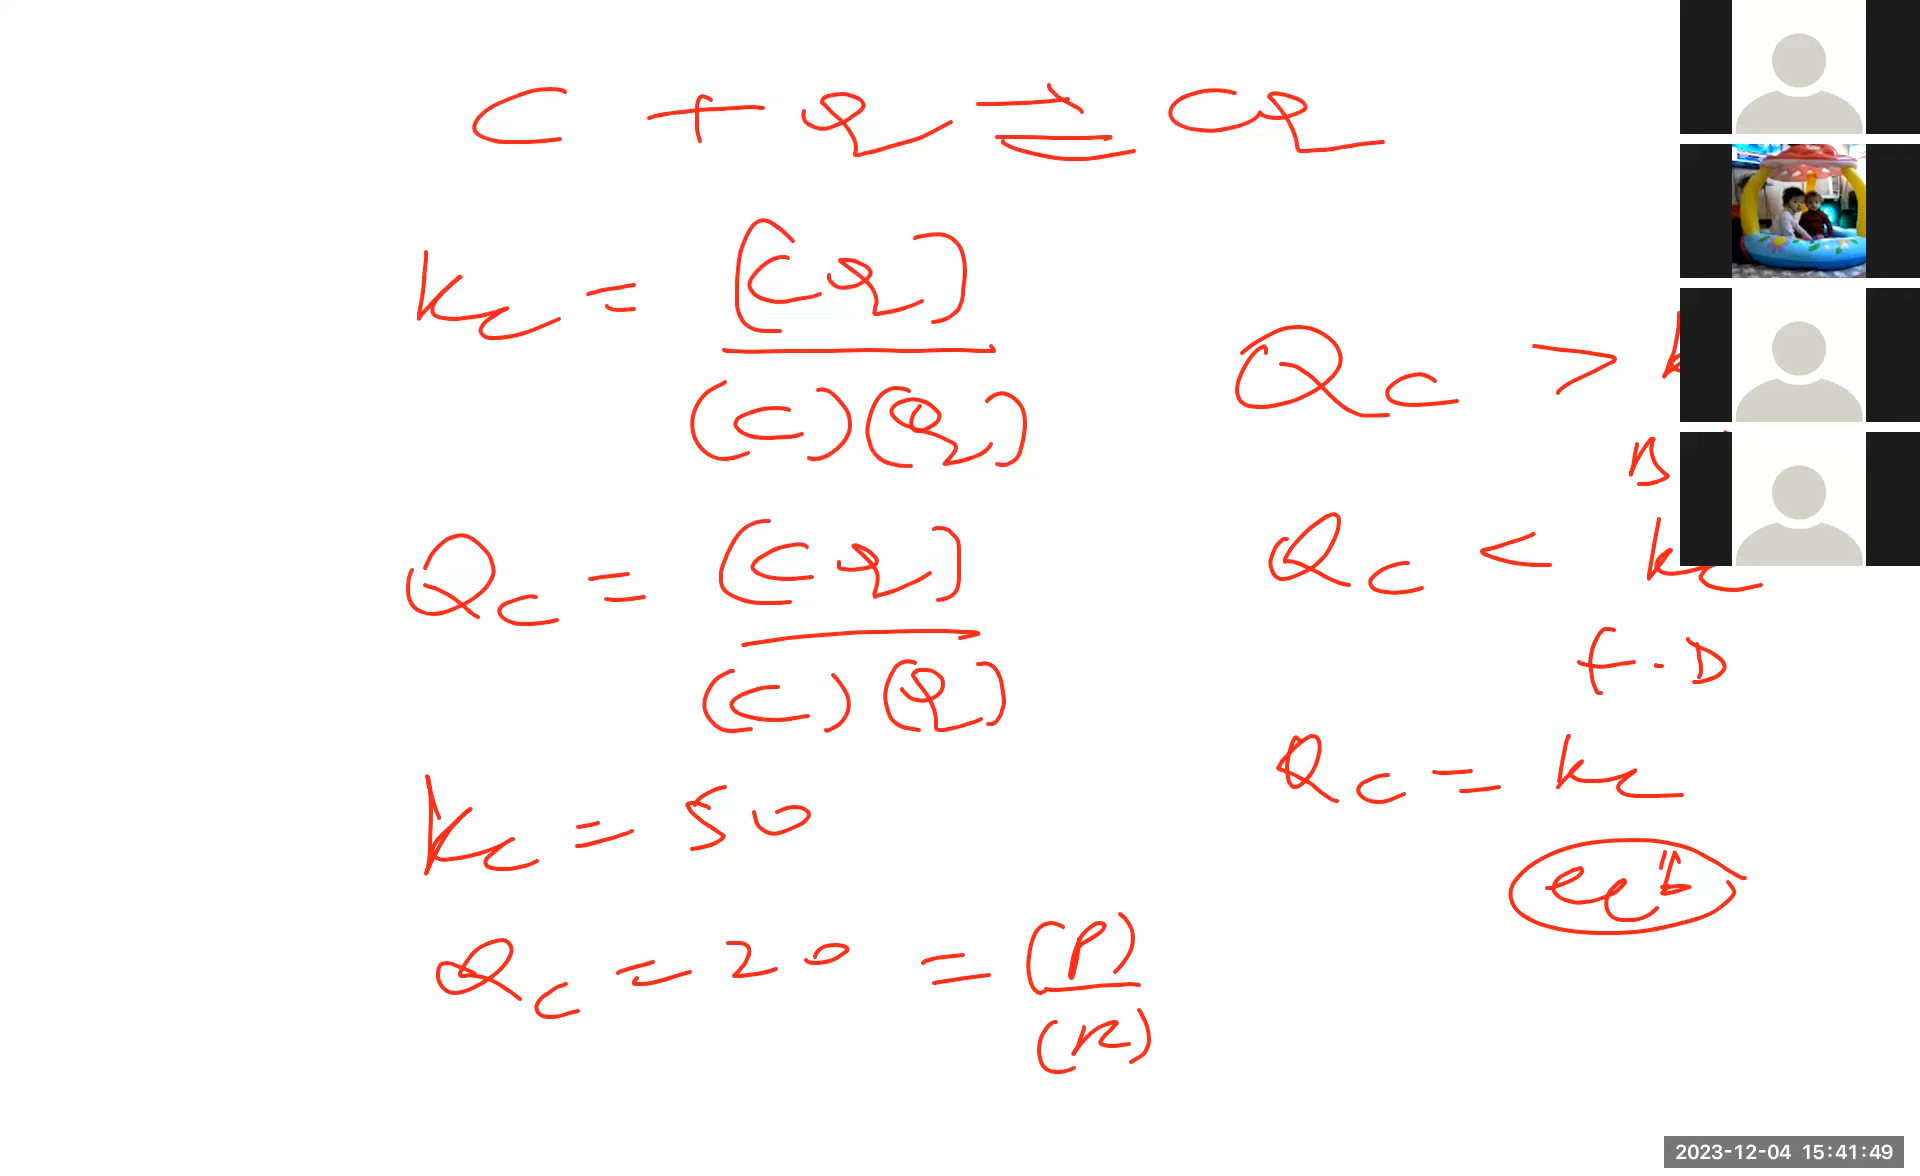 C + Q ⇌ CQ
Kc = [CQ]
(C)(Q)
Qc = [CQ]
(C)(Q)
Kc = 50
Qc = 20 = (P)
(R)
Qc > k
B
Qc < Kc
f.D
Qc = Kc
2023-12-04 15:41:49